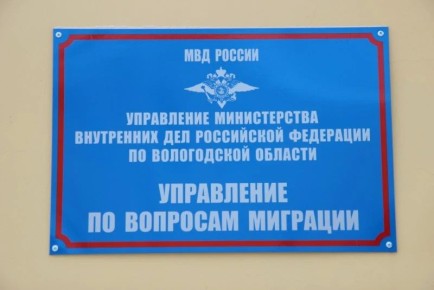 МВД РОССИИ
УПРАВЛЕНИЕ МИНИСТЕРСТВА
ВНУТРЕННИХ ДЕЛ РОССИЙСКОЙ ФЕДЕРАЦИИ
ПО ВОЛОГОДСКОЙ ОБЛАСТИ
УПРАВЛЕНИЕ
ПО ВОПРОСАМ МИГРАЦИИ